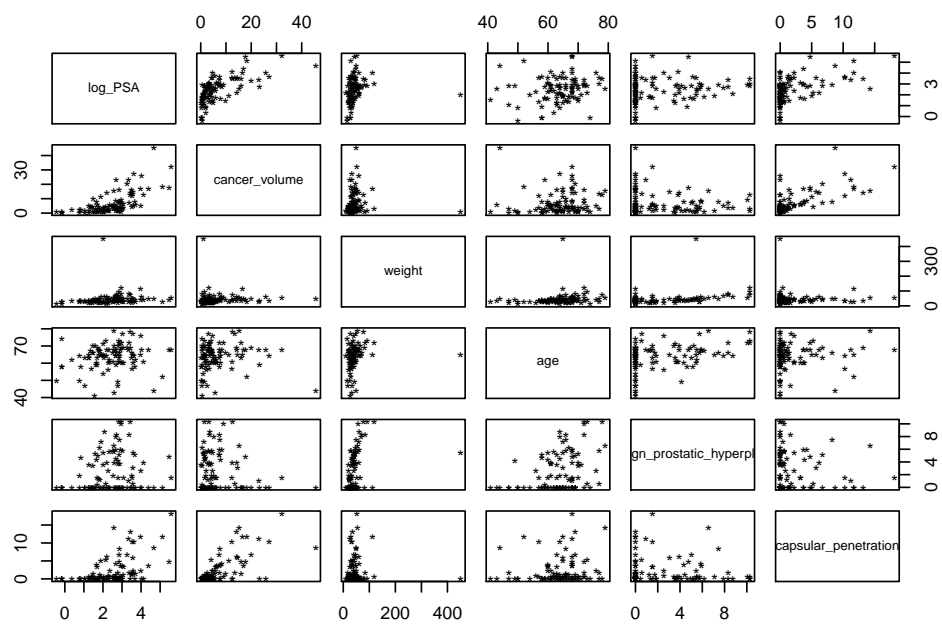 0 20 40
40 60 80
0 5 10
log_PSA
0 3
cancer_volume
0 30
weight
0 300
age
40 70
gn_prostatic_hyperpl
0 4 8
capsular_penetration
0 10
0 2 4
0 200 400
0 4 8